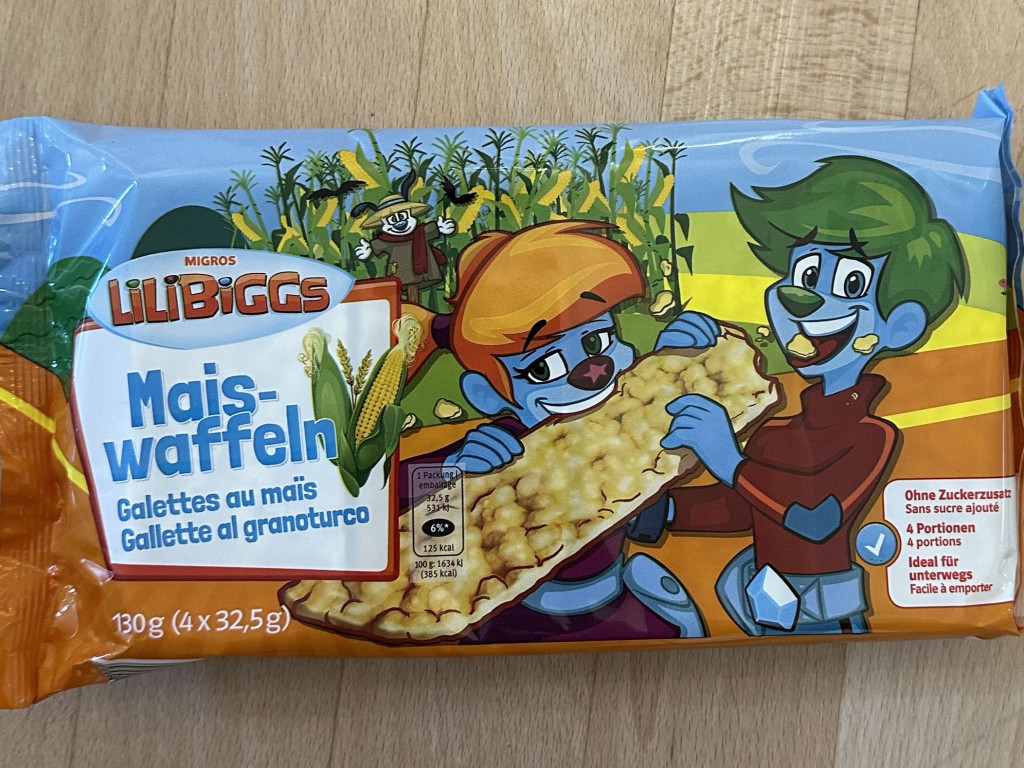 MIGROS
LiLiBiGGS
Mais-
waffeln
Galettes au maïs
Gallette al granoturco
130 g (4 x 32,5 g)
1 Packung |
emballage
32,5 g
531 kJ
6%*
125 kcal
100 g: 1634 kJ
(385 kcal)
Ohne Zuckerzusatz
Sans sucre ajouté
4 Portionen
4 portions
Ideal für
unterwegs
Facile à emporter